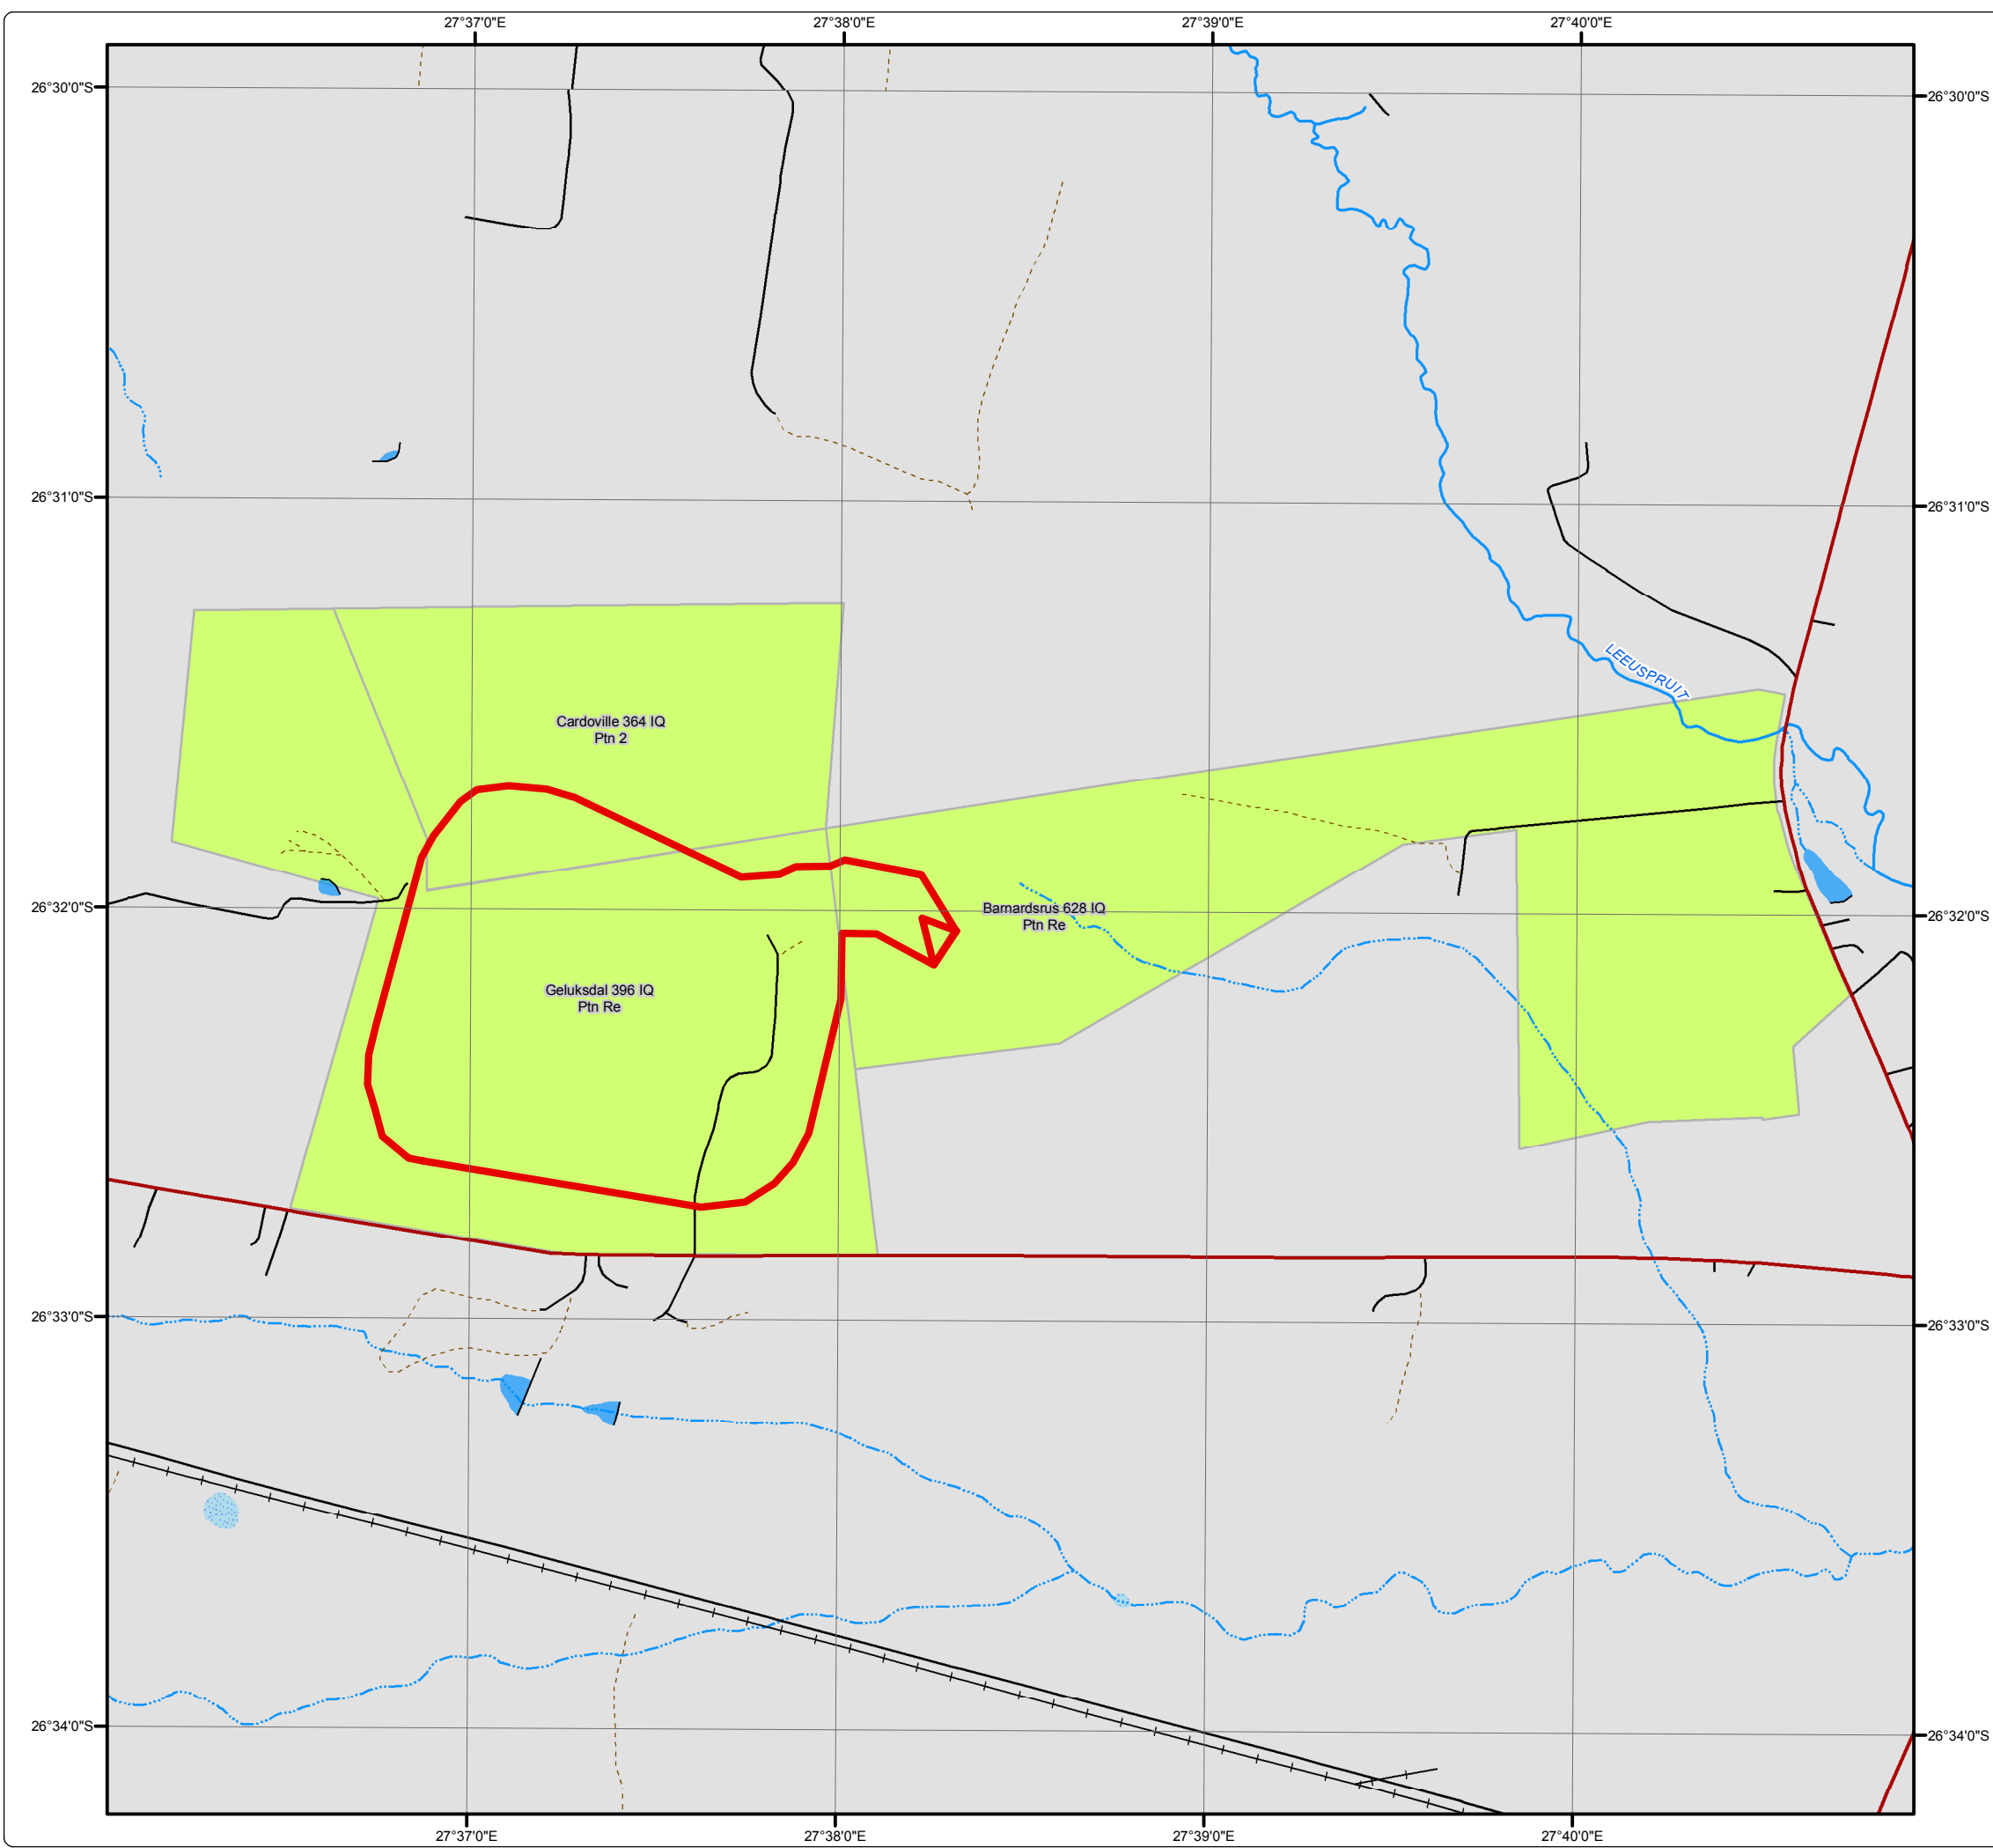 27°37'0"E
27°38'0"E
27°39'0"E
27°40'0"E
26°30'0"S
26°30'0"S
26°31'0"S
26°31'0"S
LEEUSPRUIT
Cardoville 364 IQ
Ptn 2
Barnardsrus 628 IQ
Ptn Re
26°32'0"S
26°32'0"S
Geluksdal 396 IQ
Ptn Re
26°33'0"S
26°33'0"S
26°34'0"S
26°34'0"S
27°37'0"E
27°38'0"E
27°39'0"E
27°40'0"E